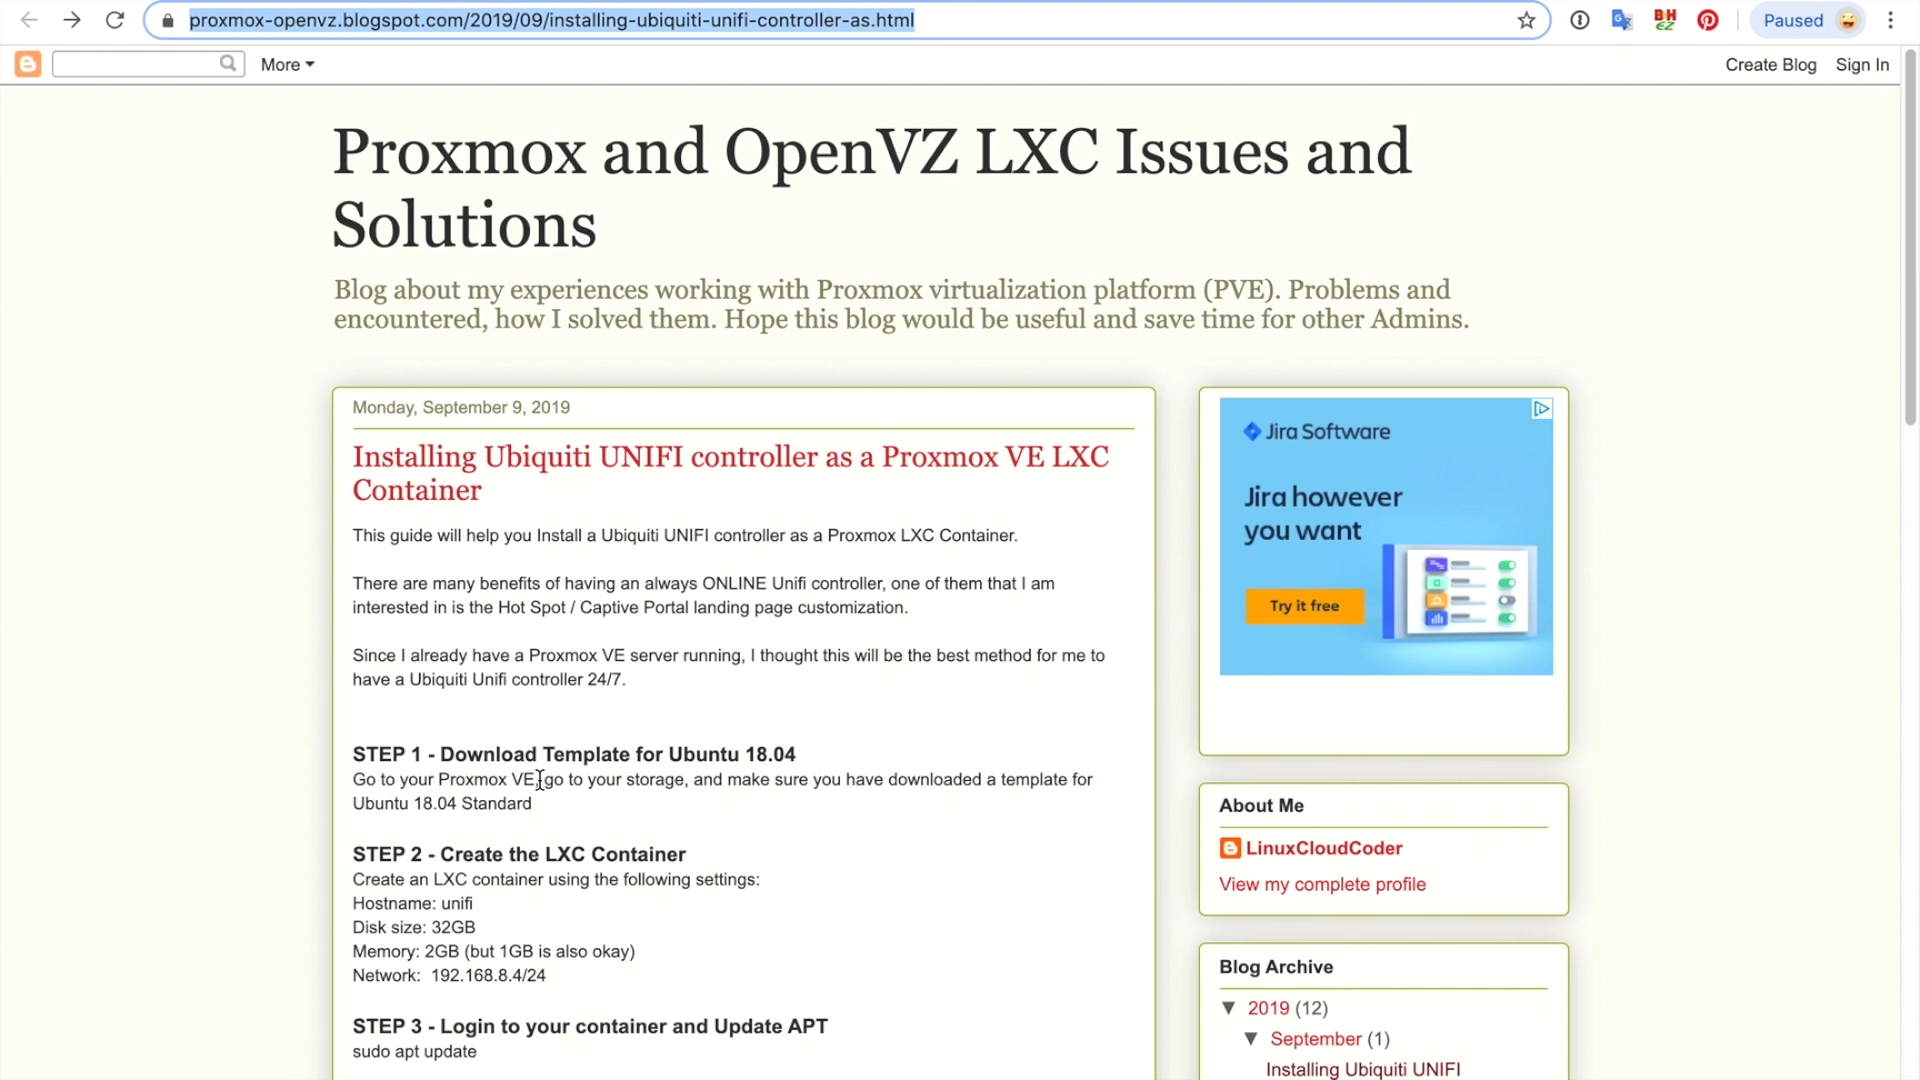 proxmox-openvz.blogspot.com/2019/09/installing-ubiquiti-unifi-controller-as.html
BH
EZ
Paused
More
Create Blog
Sign In
Proxmox and OpenVZ LXC Issues and
Solutions
Blog about my experiences working with Proxmox virtualization platform (PVE). Problems and
encountered, how I solved them. Hope this blog would be useful and save time for other Admins.
Monday, September 9, 2019
Installing Ubiquiti UNIFI controller as a Proxmox VE LXC
Container
This guide will help you Install a Ubiquiti UNIFI controller as a Proxmox LXC Container.
There are many benefits of having an always ONLINE Unifi controller, one of them that I am
interested in is the Hot Spot / Captive Portal landing page customization.
Since I already have a Proxmox VE server running, I thought this will be the best method for me to
have a Ubiquiti Unifi controller 24/7.
STEP 1 - Download Template for Ubuntu 18.04
Go to your Proxmox VE, go to your storage, and make sure you have downloaded a template for
Ubuntu 18.04 Standard
STEP 2 - Create the LXC Container
Create an LXC container using the following settings:
Hostname: unifi
Disk size: 32GB
Memory: 2GB (but 1GB is also okay)
Network: 192.168.8.4/24
STEP 3 - Login to your container and Update APT
sudo apt update
Jira Software
Jira however
you want
Try it free
About Me
LinuxCloudCoder
View my complete profile
Blog Archive
▼ 2019 (12)
▼ September (1)
Installing Ubiquiti UNIFI